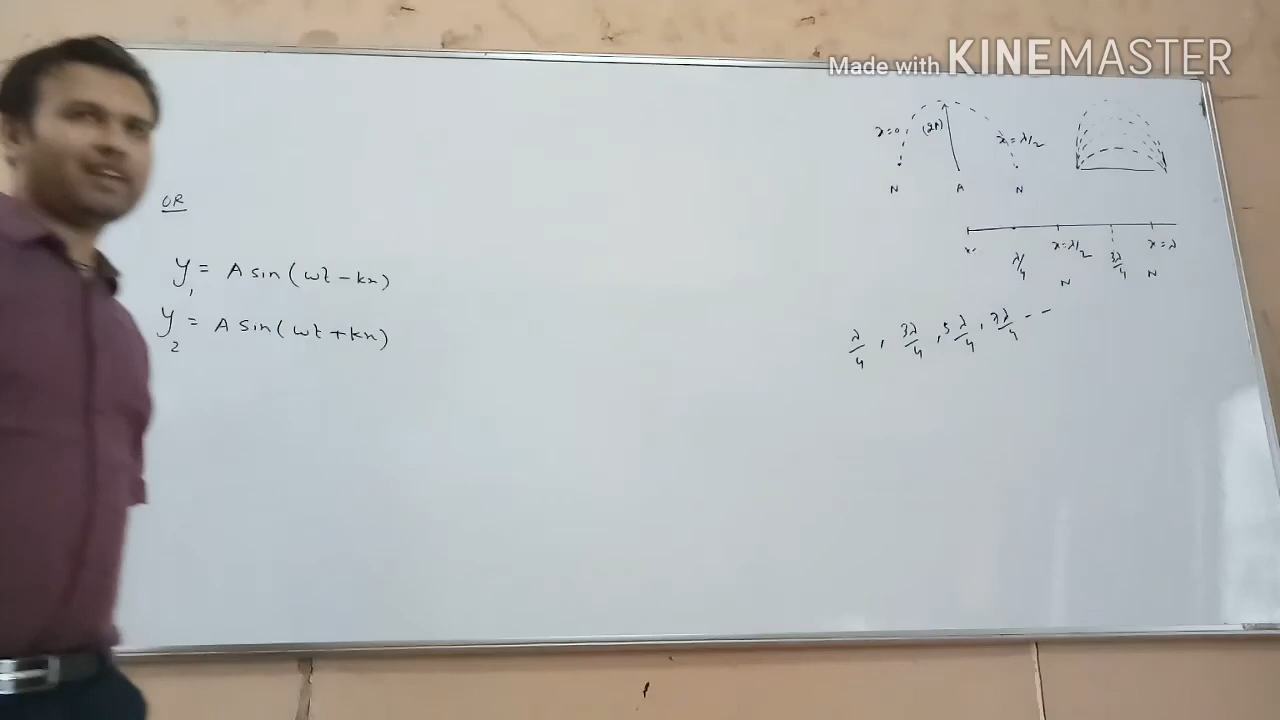 Made with KINEMASTER
OR
y₁ = A sin(ωt - kx)
y₂ = A sin(ωt + kx)
x=0 (2A) x = λ/2
N A N
x= λ/4 x=λ/2 3λ/4 x=λ
N N
λ/4 , 3λ/4 , 5λ/4 , 7λ/4 - -